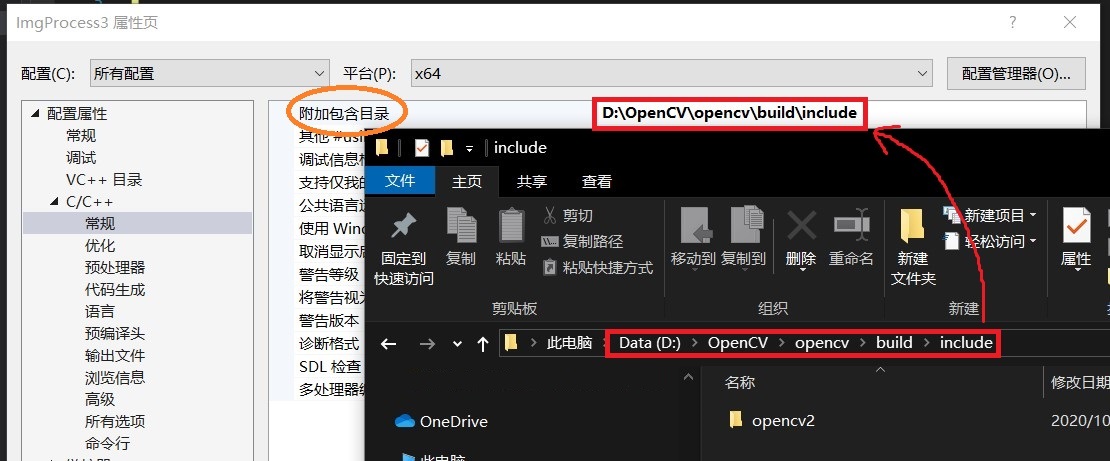 ImgProcess3 属性页
配置(C): 所有配置 平台(P): x64 配置管理器(O)...
配置属性
常规
调试
VC++ 目录
C/C++
常规
优化
预处理器
代码生成
语言
预编译头
输出文件
浏览信息
高级
所有选项
命令行
附加包含目录 D:\OpenCV\opencv\build\include
其他 #usi
调试信息
支持仅我的
公共语言
使用 Wind
取消显示
警告等级
将警告视
警告版本
诊断格式
SDL 检查
多处理器
include
文件 主页 共享 查看
固定到
快速访问
复制
粘贴
剪切
复制路径
粘贴快捷方式
剪贴板
移动到 复制到 删除 重命名
组织
新建
文件夹
新建项目
轻松访问
新建
属性
此电脑 Data (D:) OpenCV opencv build include
名称 修改日期
OneDrive
opencv2 2020/10
此电脑